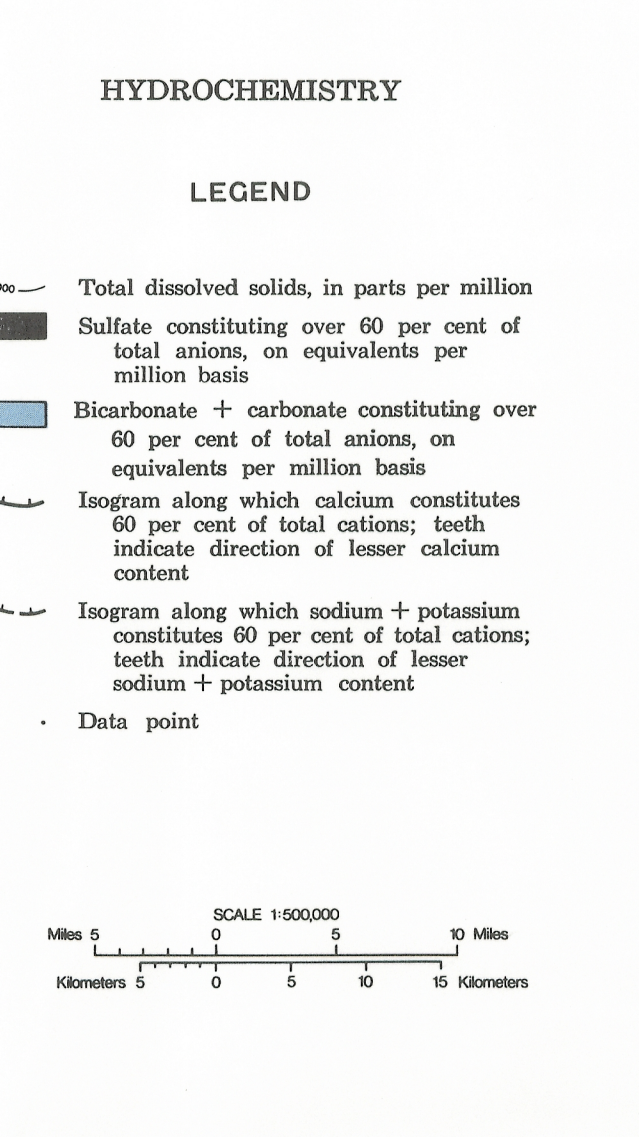 HYDROCHEMISTRY
LEGEND
Total dissolved solids, in parts per million
Sulfate constituting over 60 per cent of
total anions, on equivalents per
million basis
Bicarbonate + carbonate constituting over
60 per cent of total anions, on
equivalents per million basis
Isogram along which calcium constitutes
60 per cent of total cations; teeth
indicate direction of lesser calcium
content
Isogram along which sodium + potassium
constitutes 60 per cent of total cations;
teeth indicate direction of lesser
sodium + potassium content
Data point
SCALE 1:500,000
Miles 5 0 5 10 Miles
Kilometers 5 0 5 10 15 Kilometers